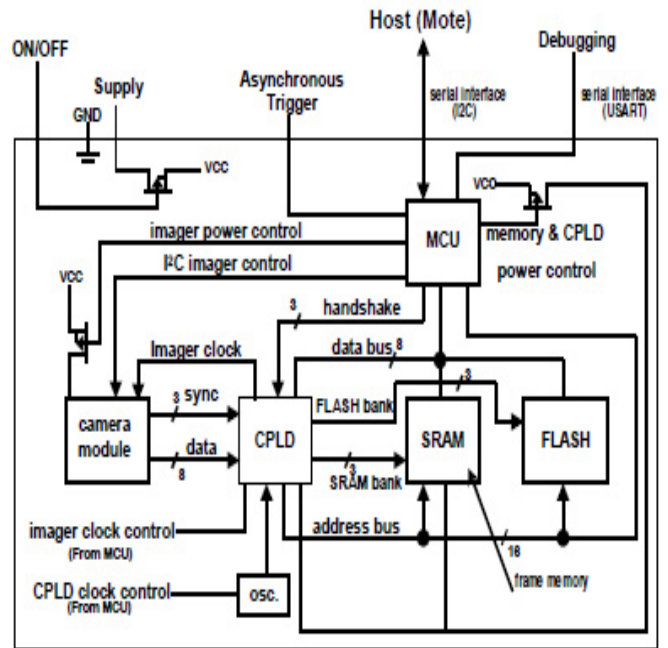 Host (Mote)
ON/OFF
Debugging
Supply
Asynchronous
Trigger
GND
serial interface
(I2C)
serial interface
(USART)
VCC
VCC
MCU
memory & CPLD
power control
imager power control
I²C imager control
VCC
3
handshake
Imager clock
data bus
8
3
sync
FLASH bank
3
camera
module
CPLD
SRAM
FLASH
data
8
3
SRAM bank
imager clock control
(From MCU)
address bus
16
CPLD clock control
(From MCU)
osc.
frame memory